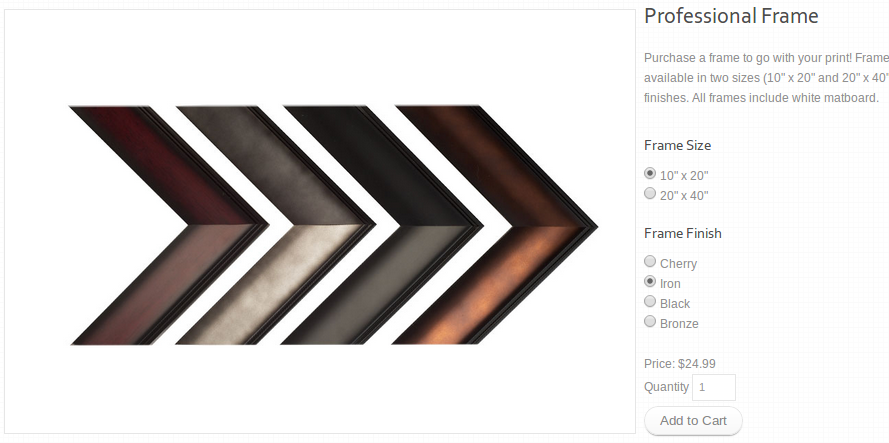 Professional Frame
Purchase a frame to go with your print! Frame
available in two sizes (10" x 20" and 20" x 40"
finishes. All frames include white matboard.
Frame Size
10" x 20"
20" x 40"
Frame Finish
Cherry
Iron
Black
Bronze
Price: $24.99
Quantity 1
Add to Cart